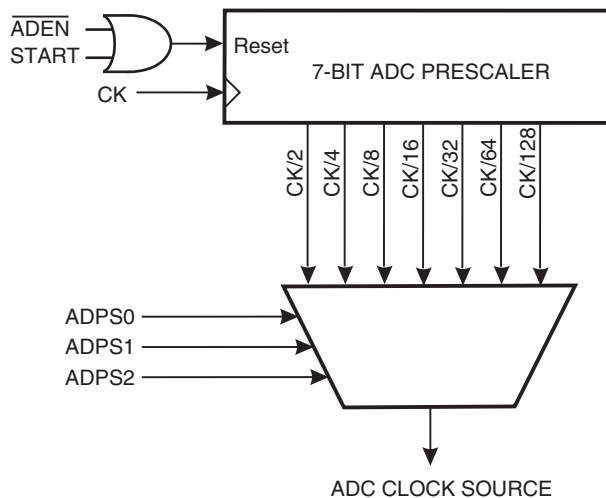 ADEN
START
Reset
7-BIT ADC PRESCALER
CK
CK/2
CK/4
CK/8
CK/16
CK/32
CK/64
CK/128
ADPS0
ADPS1
ADPS2
ADC CLOCK SOURCE